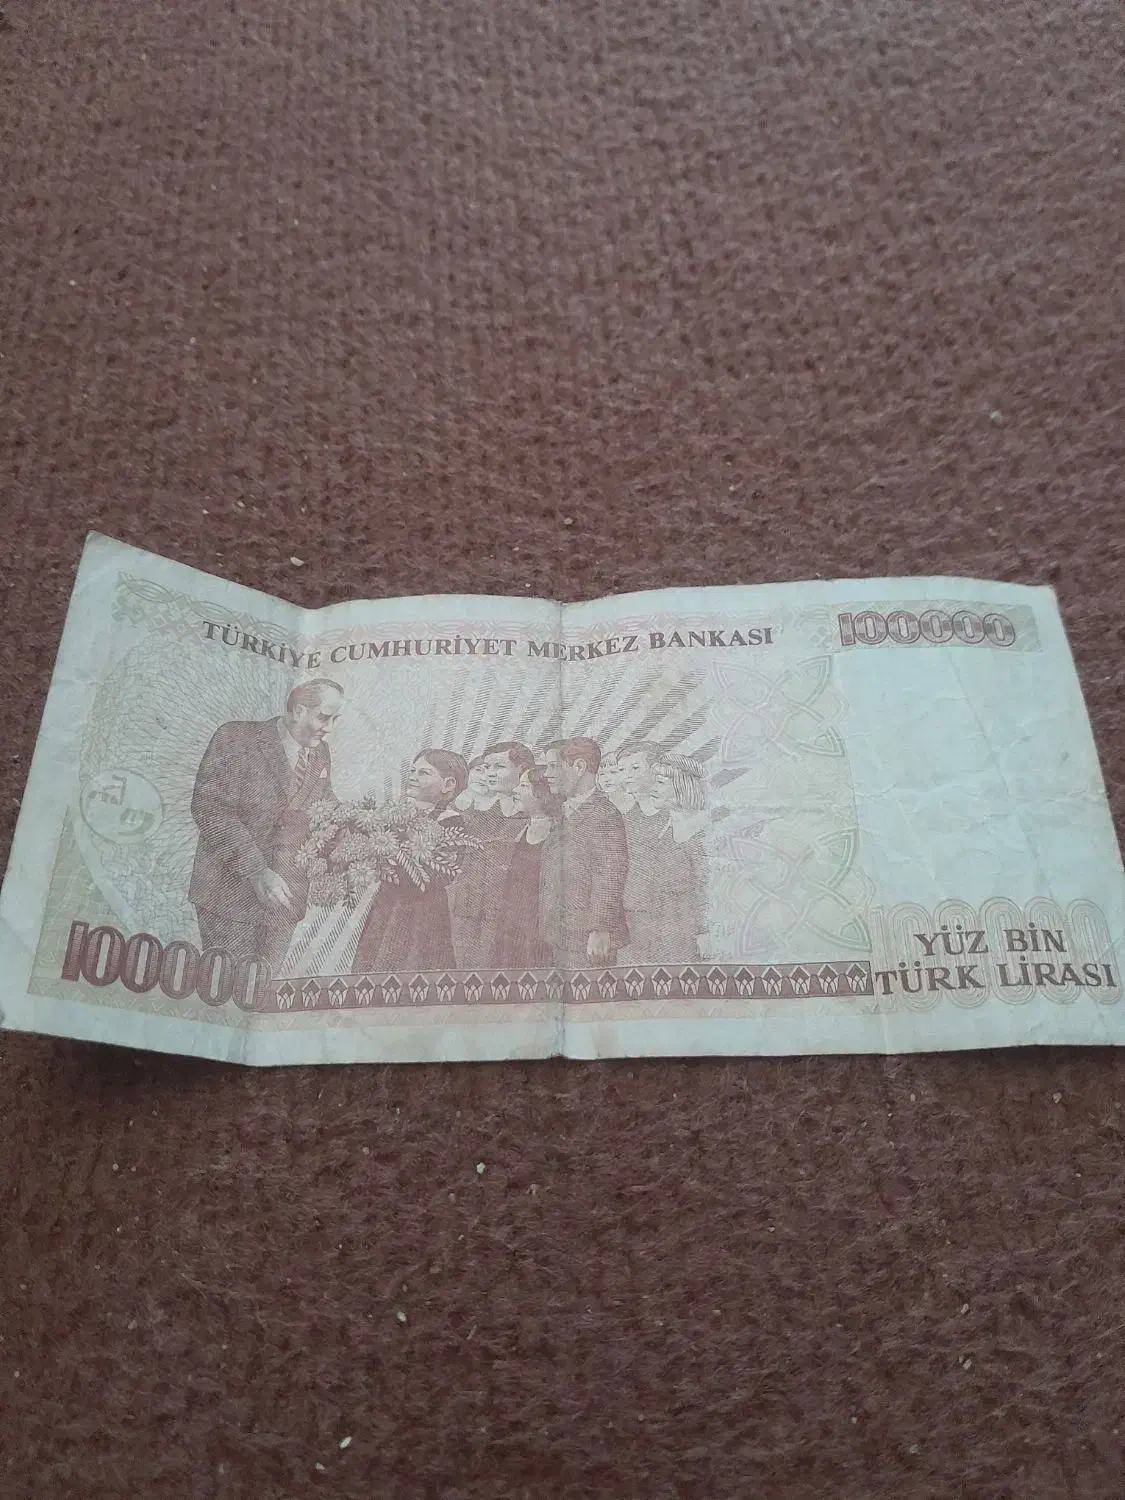 TÜRKİYE CUMHURİYET MERKEZ BANKASI
100000
100000
YÜZ BİN
TÜRK LİRASI